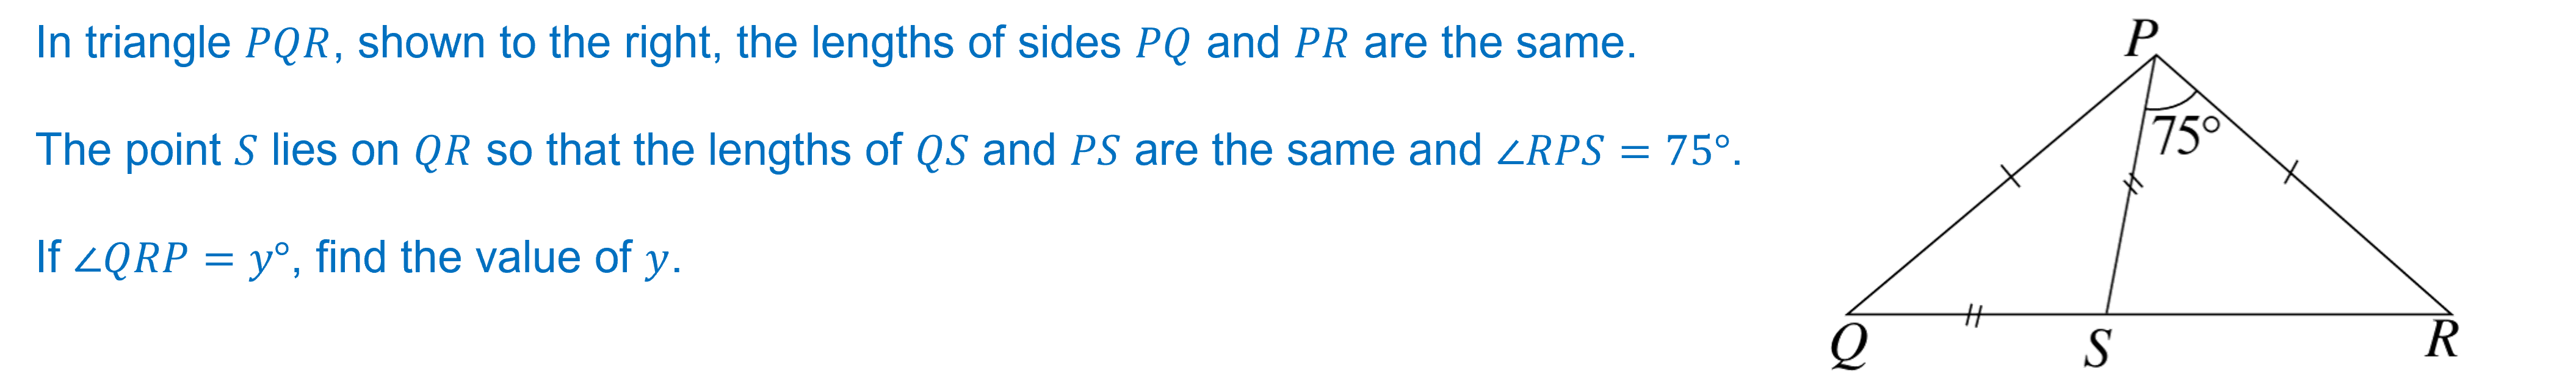 In triangle PQR, shown to the right, the lengths of sides PQ and PR are the same.
The point S lies on QR so that the lengths of QS and PS are the same and ∠RPS = 75°.
If ∠QRP = y°, find the value of y.
P
75°
Q
S
R